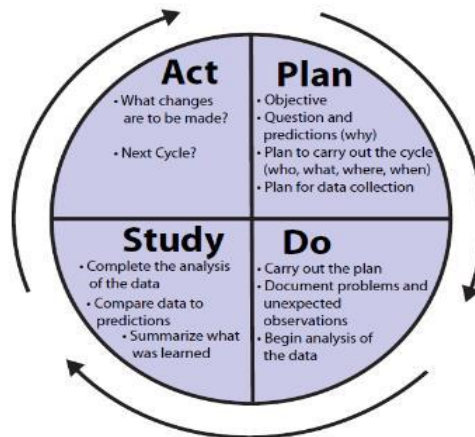 Act
• What changes
are to be made?
• Next Cycle?
Plan
• Objective
• Question and
predictions (why)
• Plan to carry out the cycle
(who, what, where, when)
• Plan for data collection
Study
• Complete the analysis
of the data
• Compare data to
predictions
• Summarize what
was learned
Do
• Carry out the plan
• Document problems and
unexpected
observations
• Begin analysis of
the data